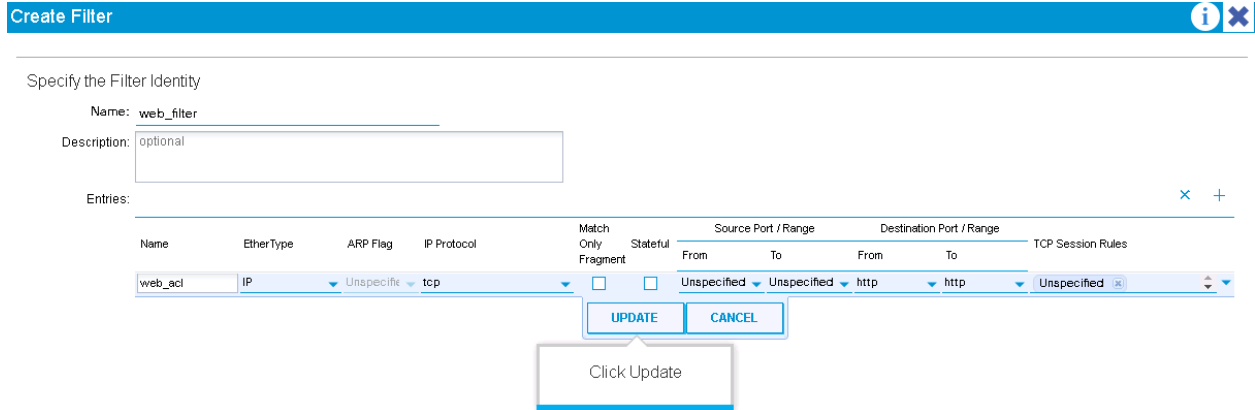 Create Filter
i
Specify the Filter Identity
Name: web_filter
Description: optional
Entries:
Match Only Fragment
Source Port / Range Destination Port / Range
Name EtherType ARP Flag IP Protocol Stateful TCP Session Rules
From To From To
web_acl IP Unspecifie tcp Unspecified Unspecified http http Unspecified
UPDATE CANCEL
Click Update